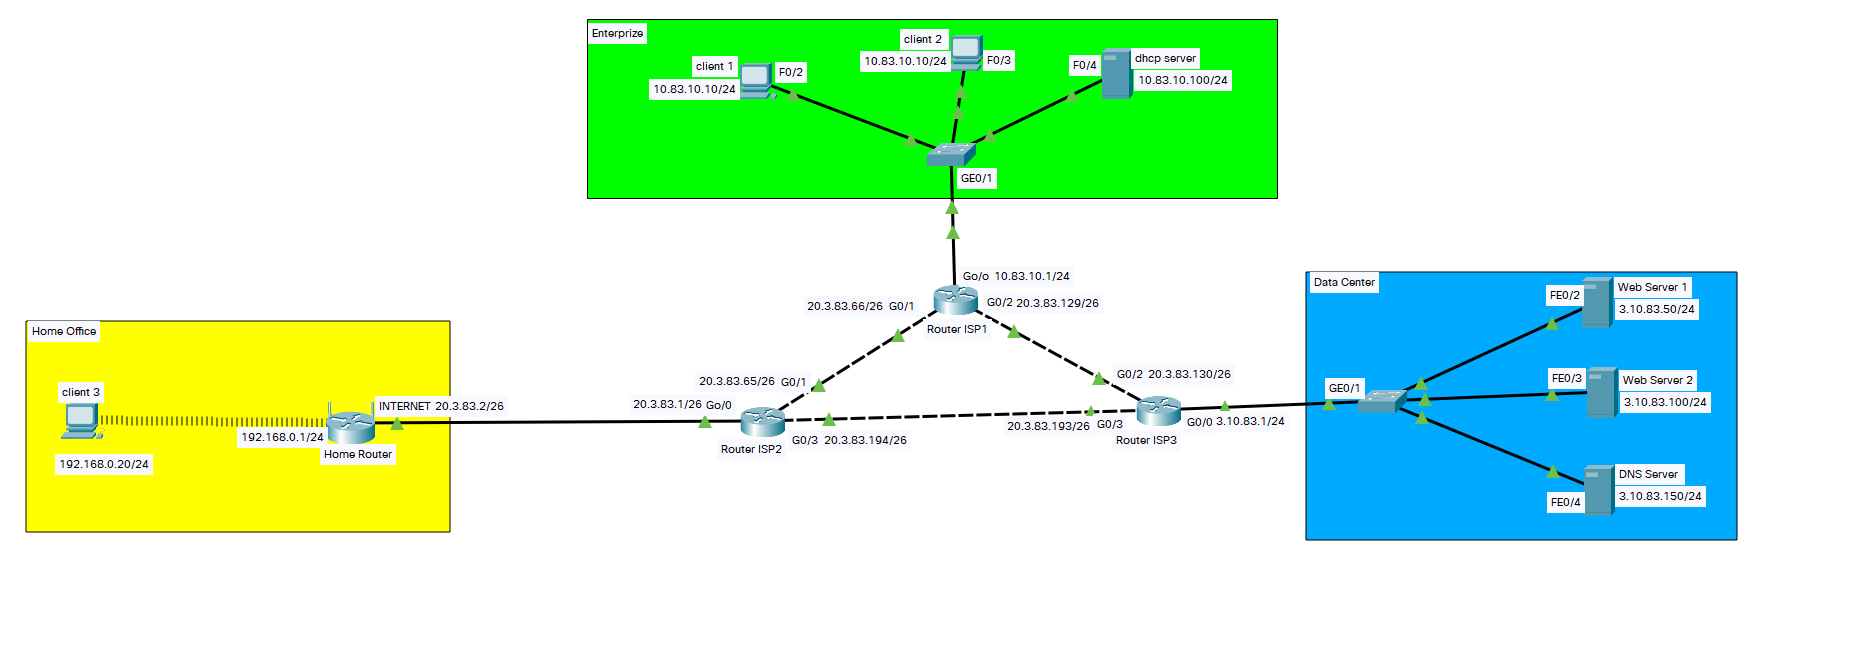 Enterprize
client 1
10.83.10.10/24
F0/2
client 2
10.83.10.10/24
F0/3
F0/4
dhcp server
10.83.10.100/24
GE0/1
Go/o 10.83.10.1/24
20.3.83.66/26 G0/1
G0/2 20.3.83.129/26
Router ISP1
Home Office
client 3
192.168.0.20/24
192.168.0.1/24
INTERNET 20.3.83.2/26
Home Router
20.3.83.65/26 G0/1
20.3.83.1/26 Go/0
G0/3 20.3.83.194/26
Router ISP2
G0/2 20.3.83.130/26
20.3.83.193/26 G0/3
G0/0 3.10.83.1/24
Router ISP3
Data Center
GE0/1
FE0/2
Web Server 1
3.10.83.50/24
FE0/3
Web Server 2
3.10.83.100/24
DNS Server
3.10.83.150/24
FE0/4